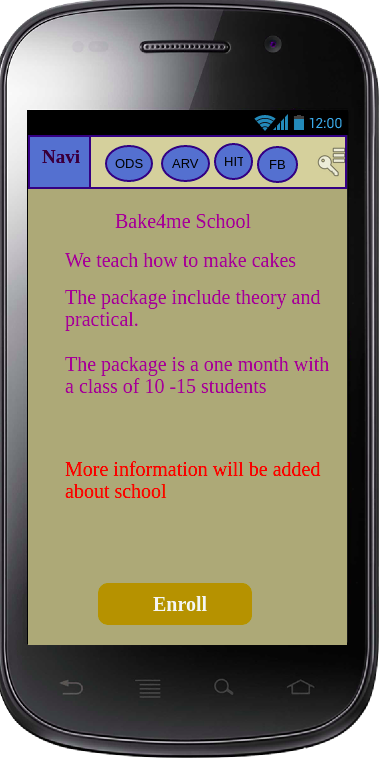 12:00
Navi
ODS ARV HIT FB
Bake4me School
We teach how to make cakes
The package include theory and
practical.
The package is a one month with
a class of 10 -15 students
More information will be added
about school
Enroll